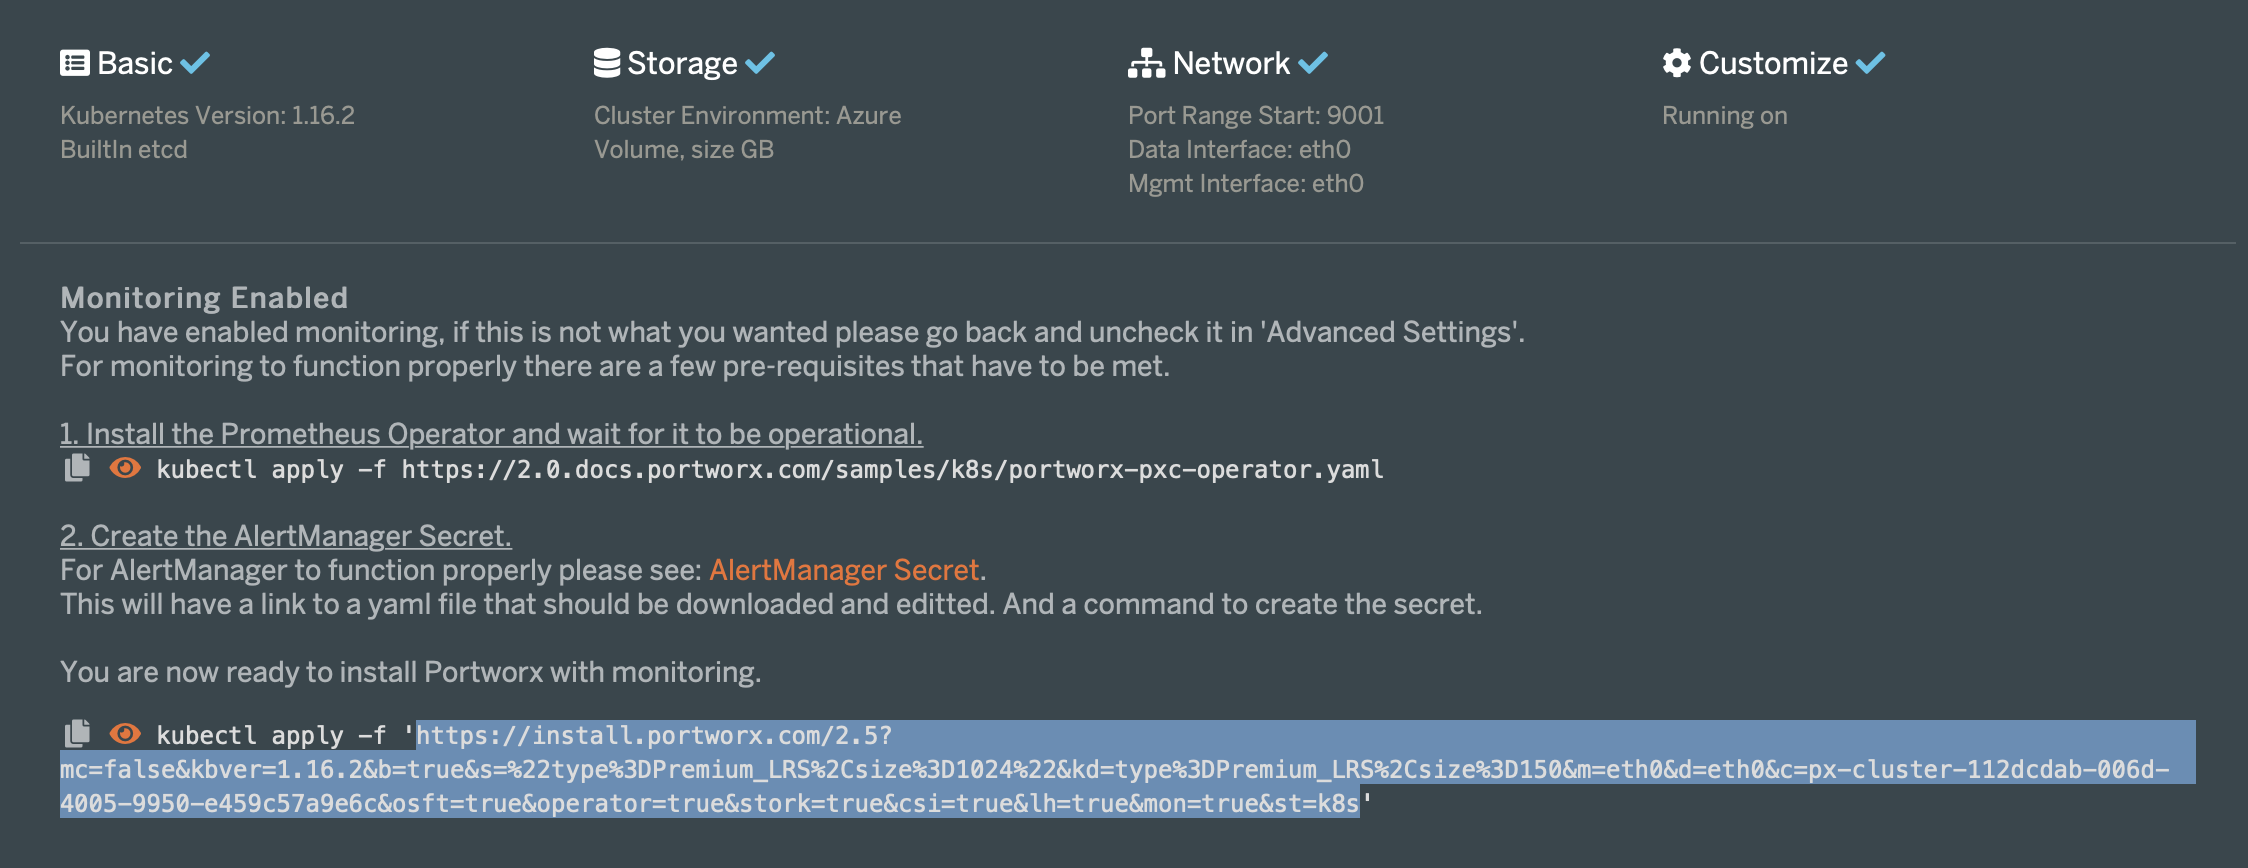 Basic
Kubernetes Version: 1.16.2
BuiltIn etcd
Storage
Cluster Environment: Azure
Volume, size GB
Network
Port Range Start: 9001
Data Interface: eth0
Mgmt Interface: eth0
Customize
Running on
Monitoring Enabled
You have enabled monitoring, if this is not what you wanted please go back and uncheck it in 'Advanced Settings'.
For monitoring to function properly there are a few pre-requisites that have to be met.
1. Install the Prometheus Operator and wait for it to be operational.
kubectl apply -f https://2.0.docs.portworx.com/samples/k8s/portworx-pxc-operator.yaml
2. Create the AlertManager Secret.
For AlertManager to function properly please see: AlertManager Secret.
This will have a link to a yaml file that should be downloaded and editted. And a command to create the secret.
You are now ready to install Portworx with monitoring.
kubectl apply -f 'https://install.portworx.com/2.5?
mc=false&kbver=1.16.2&b=true&s=%22type%3DPremium_LRS%2Csize%3D1024%22&kd=type%3DPremium_LRS%2Csize%3D150&m=eth0&d=eth0&c=px-cluster-112dcdab-006d-
4005-9950-e459c57a9e6c&osft=true&operator=true&stork=true&csi=true&lh=true&mon=true&st=k8s'